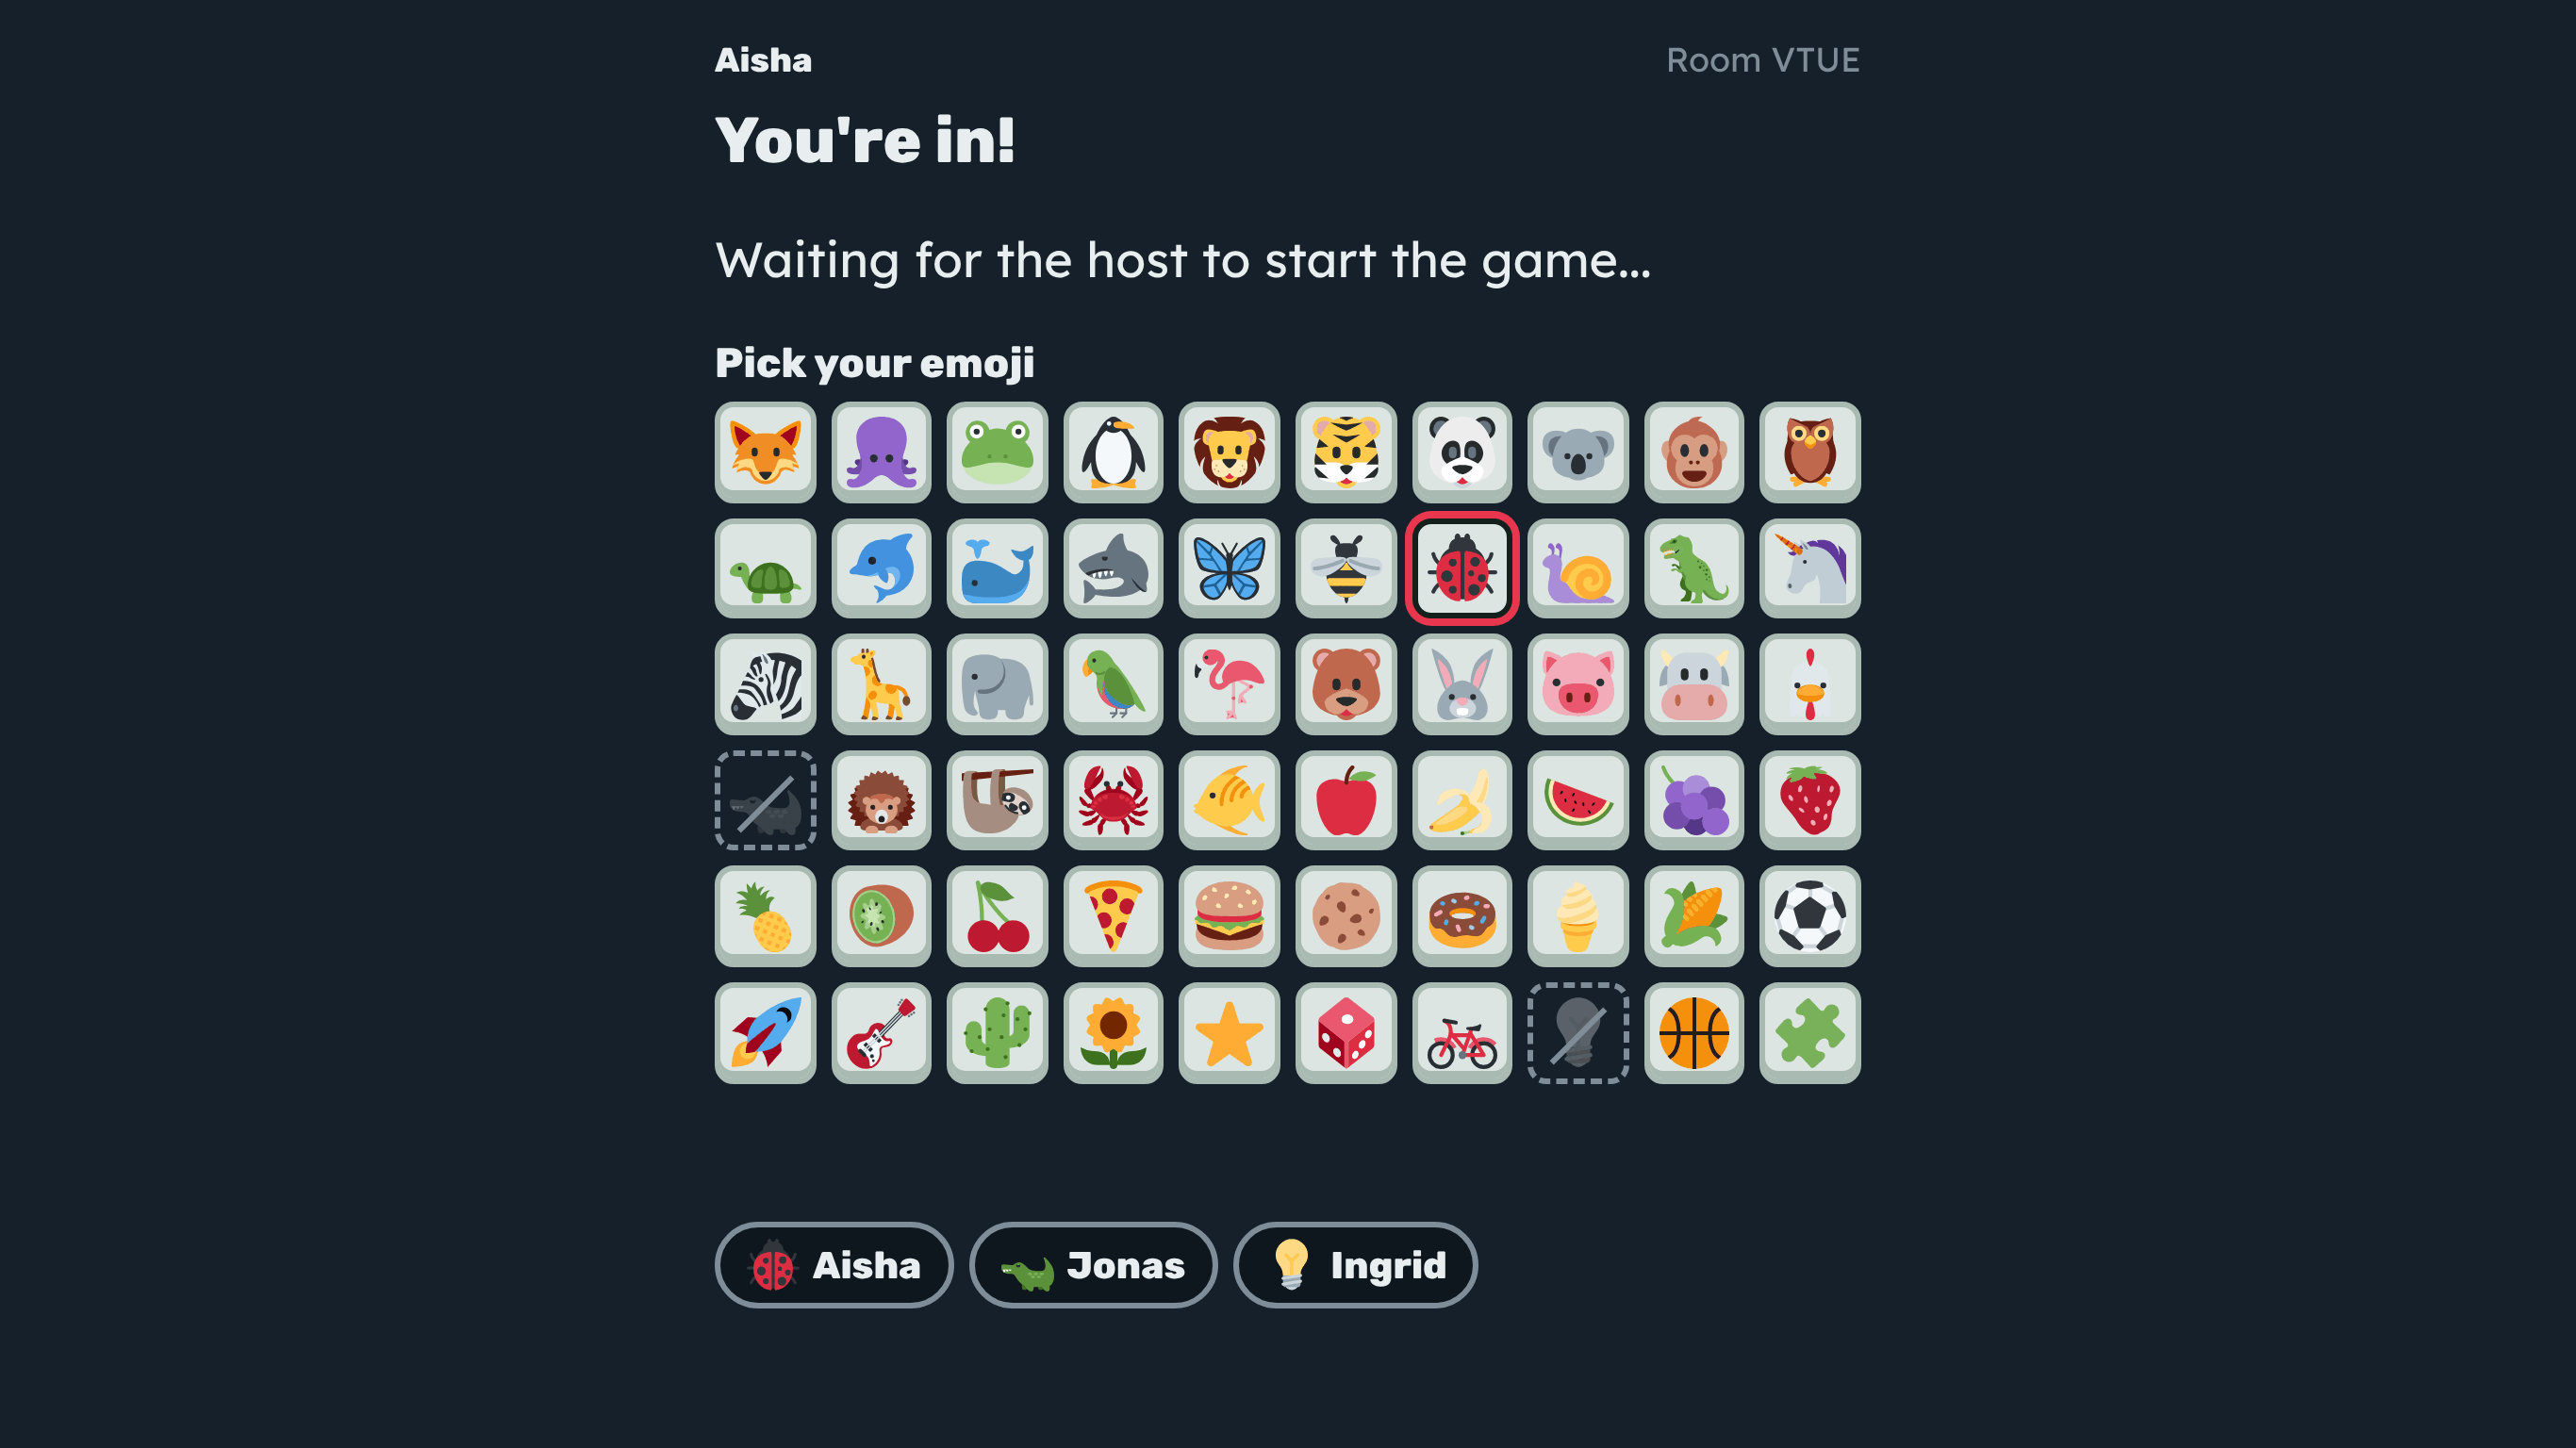 Aisha
Room VTUE
You're in!
Waiting for the host to start the game...
Pick your emoji
Aisha
Jonas
Ingrid